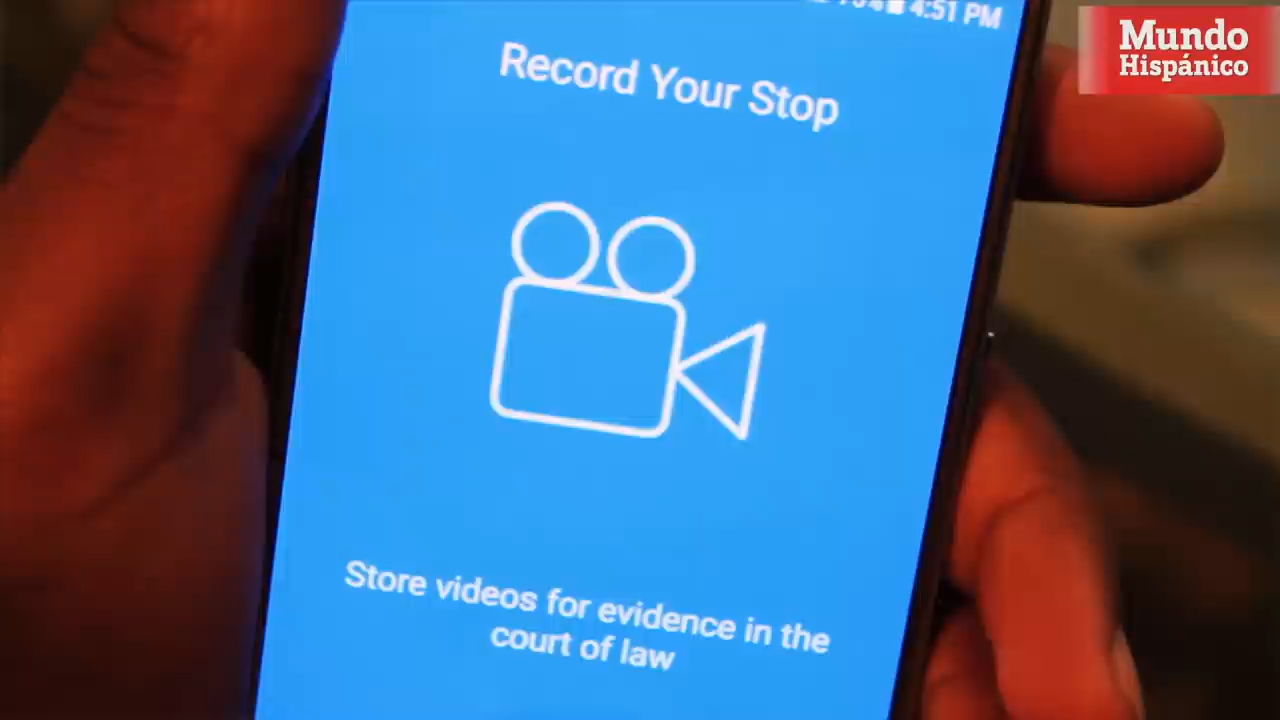 4:51 PM
Mundo
Hispánico
Record Your Stop
Store videos for evidence in the
court of law